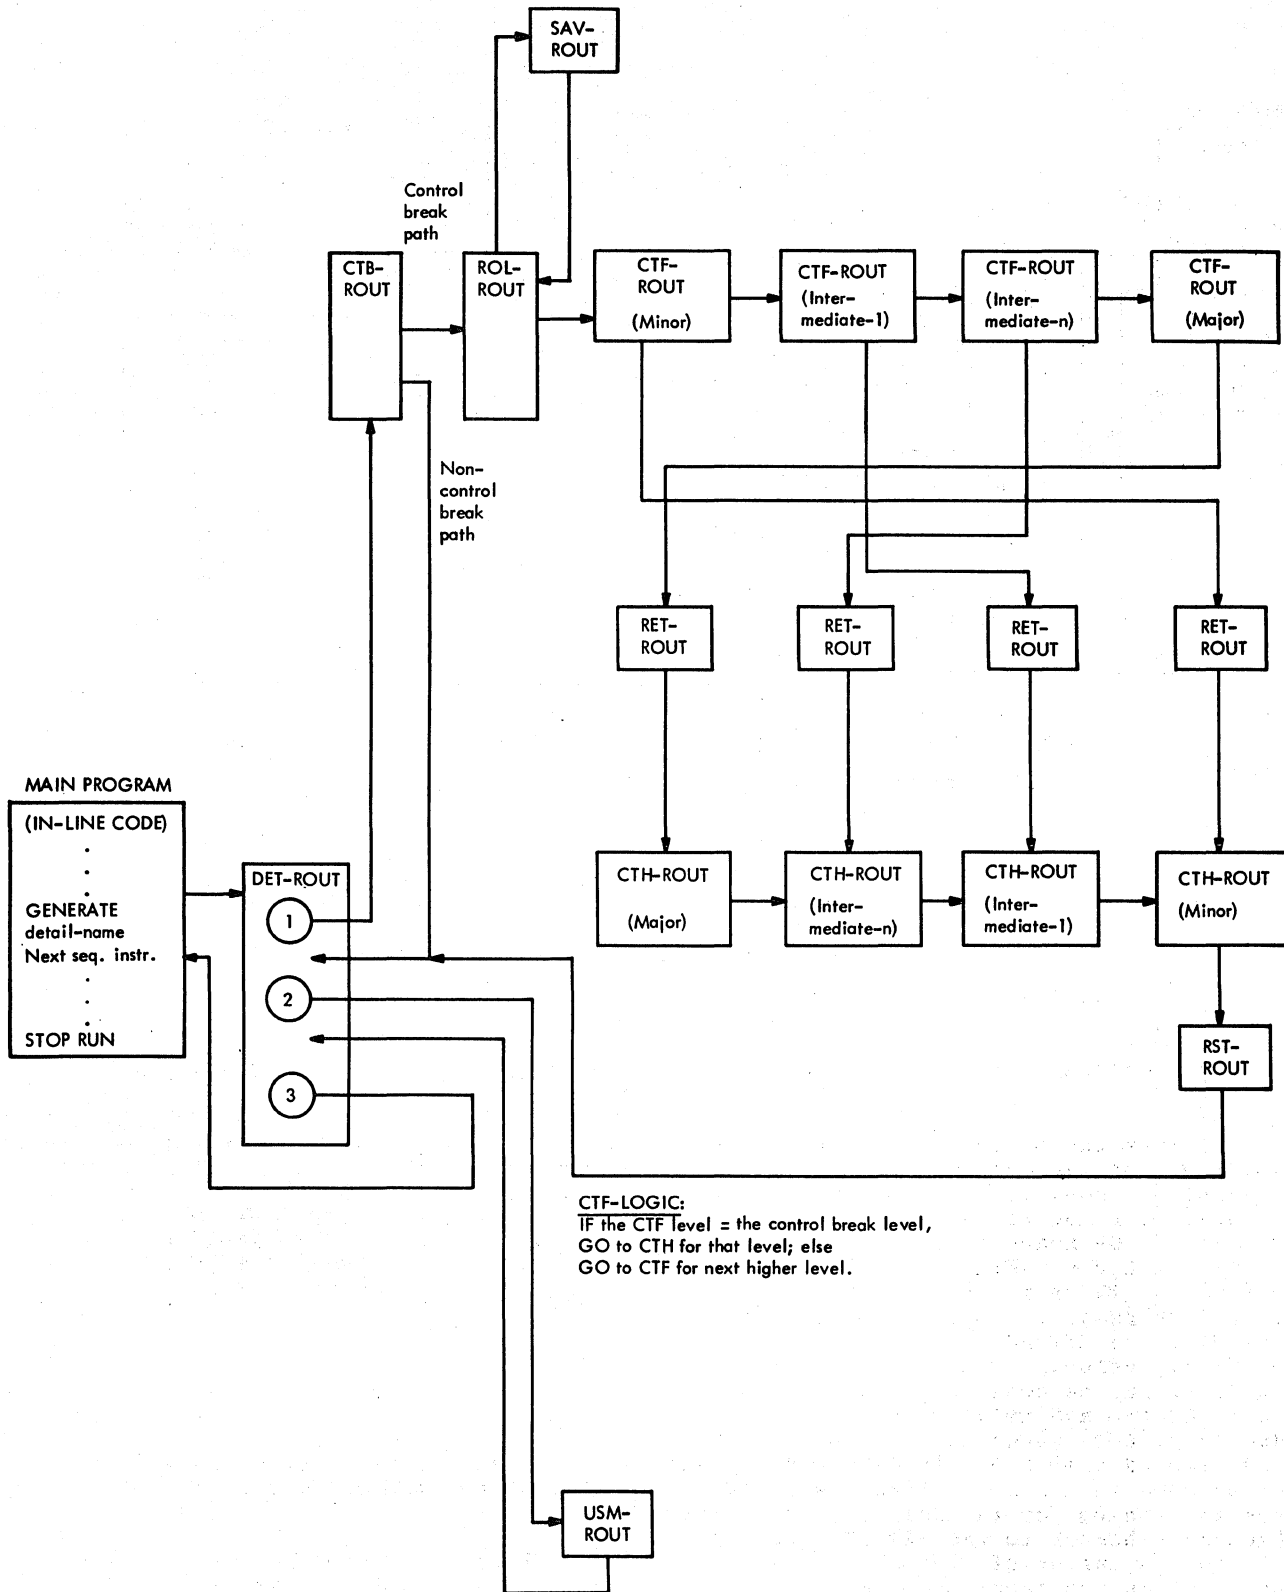 SAV-
ROUT
Control
break
path
CTB-
ROUT
ROL-
ROUT
CTF-
ROUT
(Minor)
CTF-ROUT
(Inter-
mediate-1)
CTF-ROUT
(Inter-
mediate-n)
CTF-
ROUT
(Major)
Non-
control
break
path
RET-
ROUT
RET-
ROUT
RET-
ROUT
RET-
ROUT
MAIN PROGRAM
(IN-LINE CODE)
.
.
.
GENERATE
detail-name
Next seq. instr.
.
.
.
STOP RUN
DET-ROUT
1
2
3
CTH-ROUT
(Major)
CTH-ROUT
(Inter-
mediate-n)
CTH-ROUT
(Inter-
mediate-1)
CTH-ROUT
(Minor)
RST-
ROUT
CTF-LOGIC:
IF the CTF level = the control break level,
GO to CTH for that level; else
GO to CTF for next higher level.
USM-
ROUT